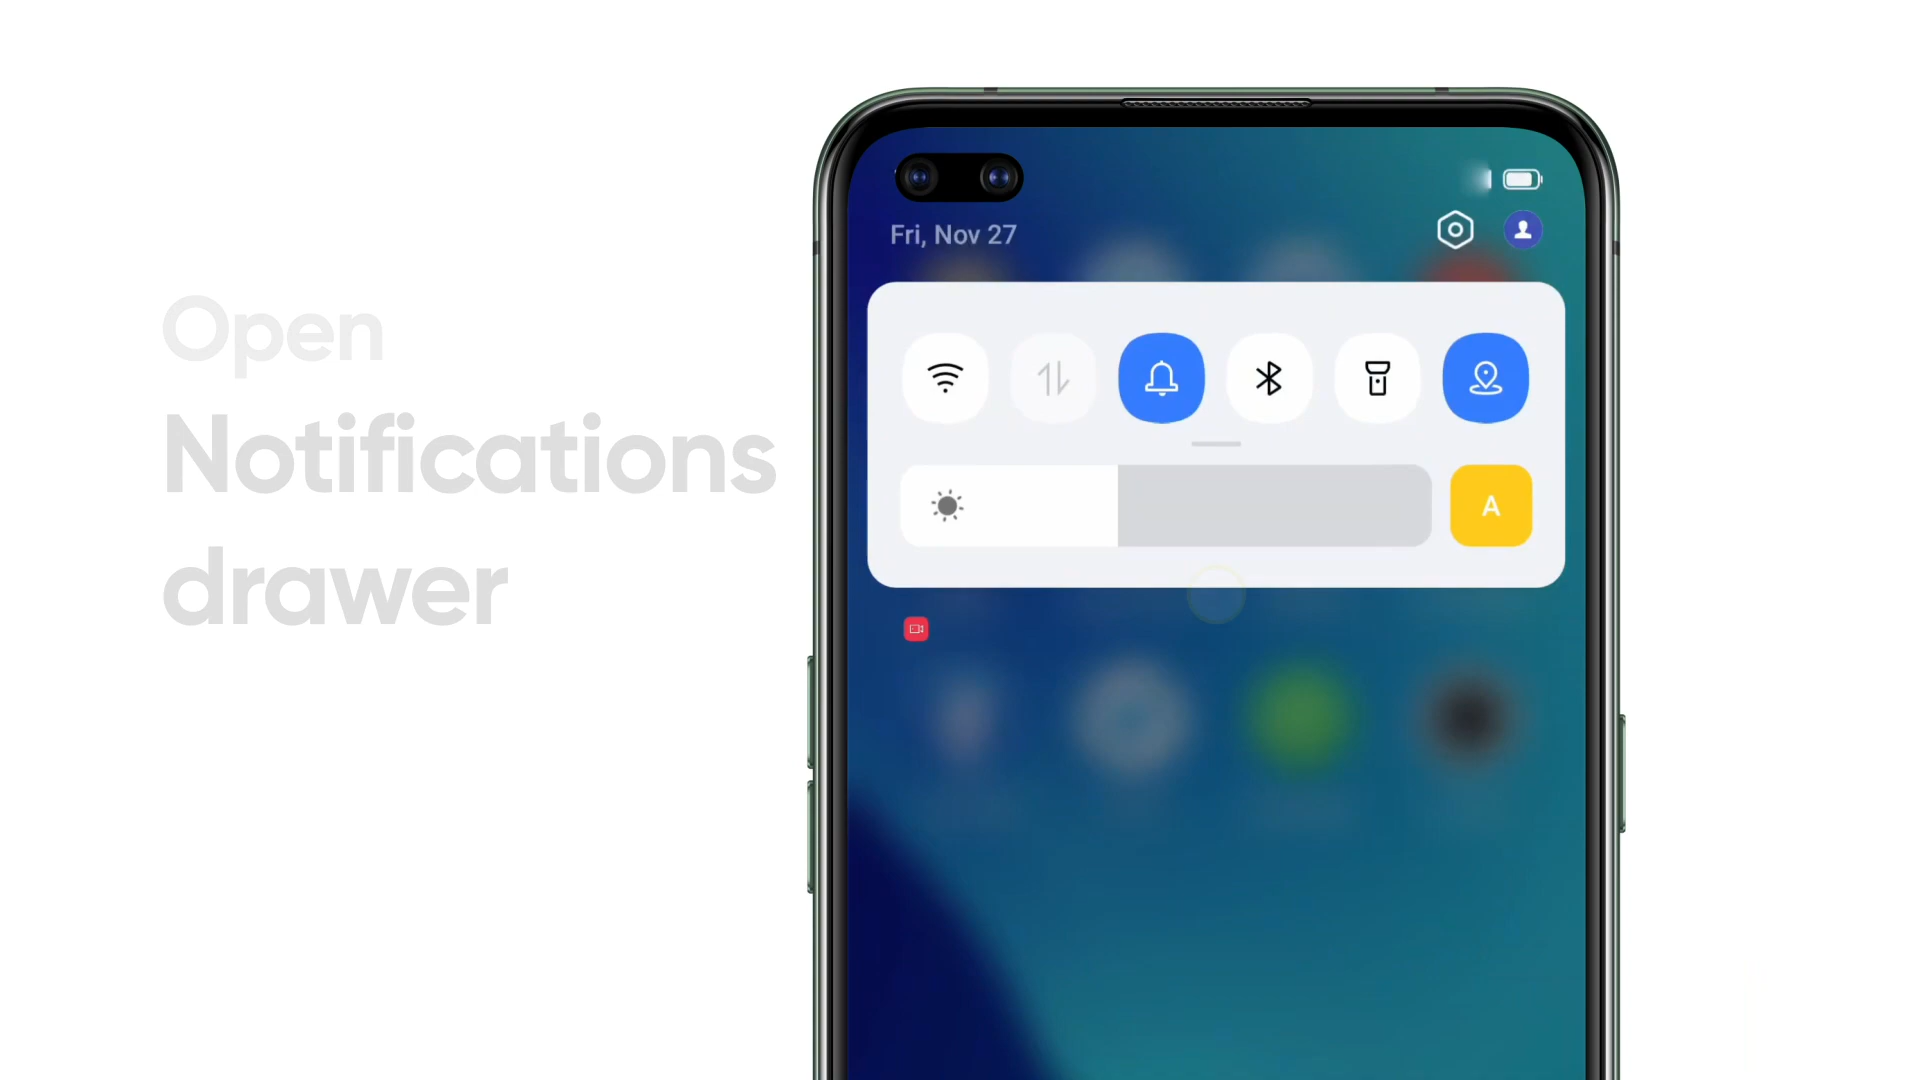 Open
Notifications
drawer
Fri, Nov 27
A